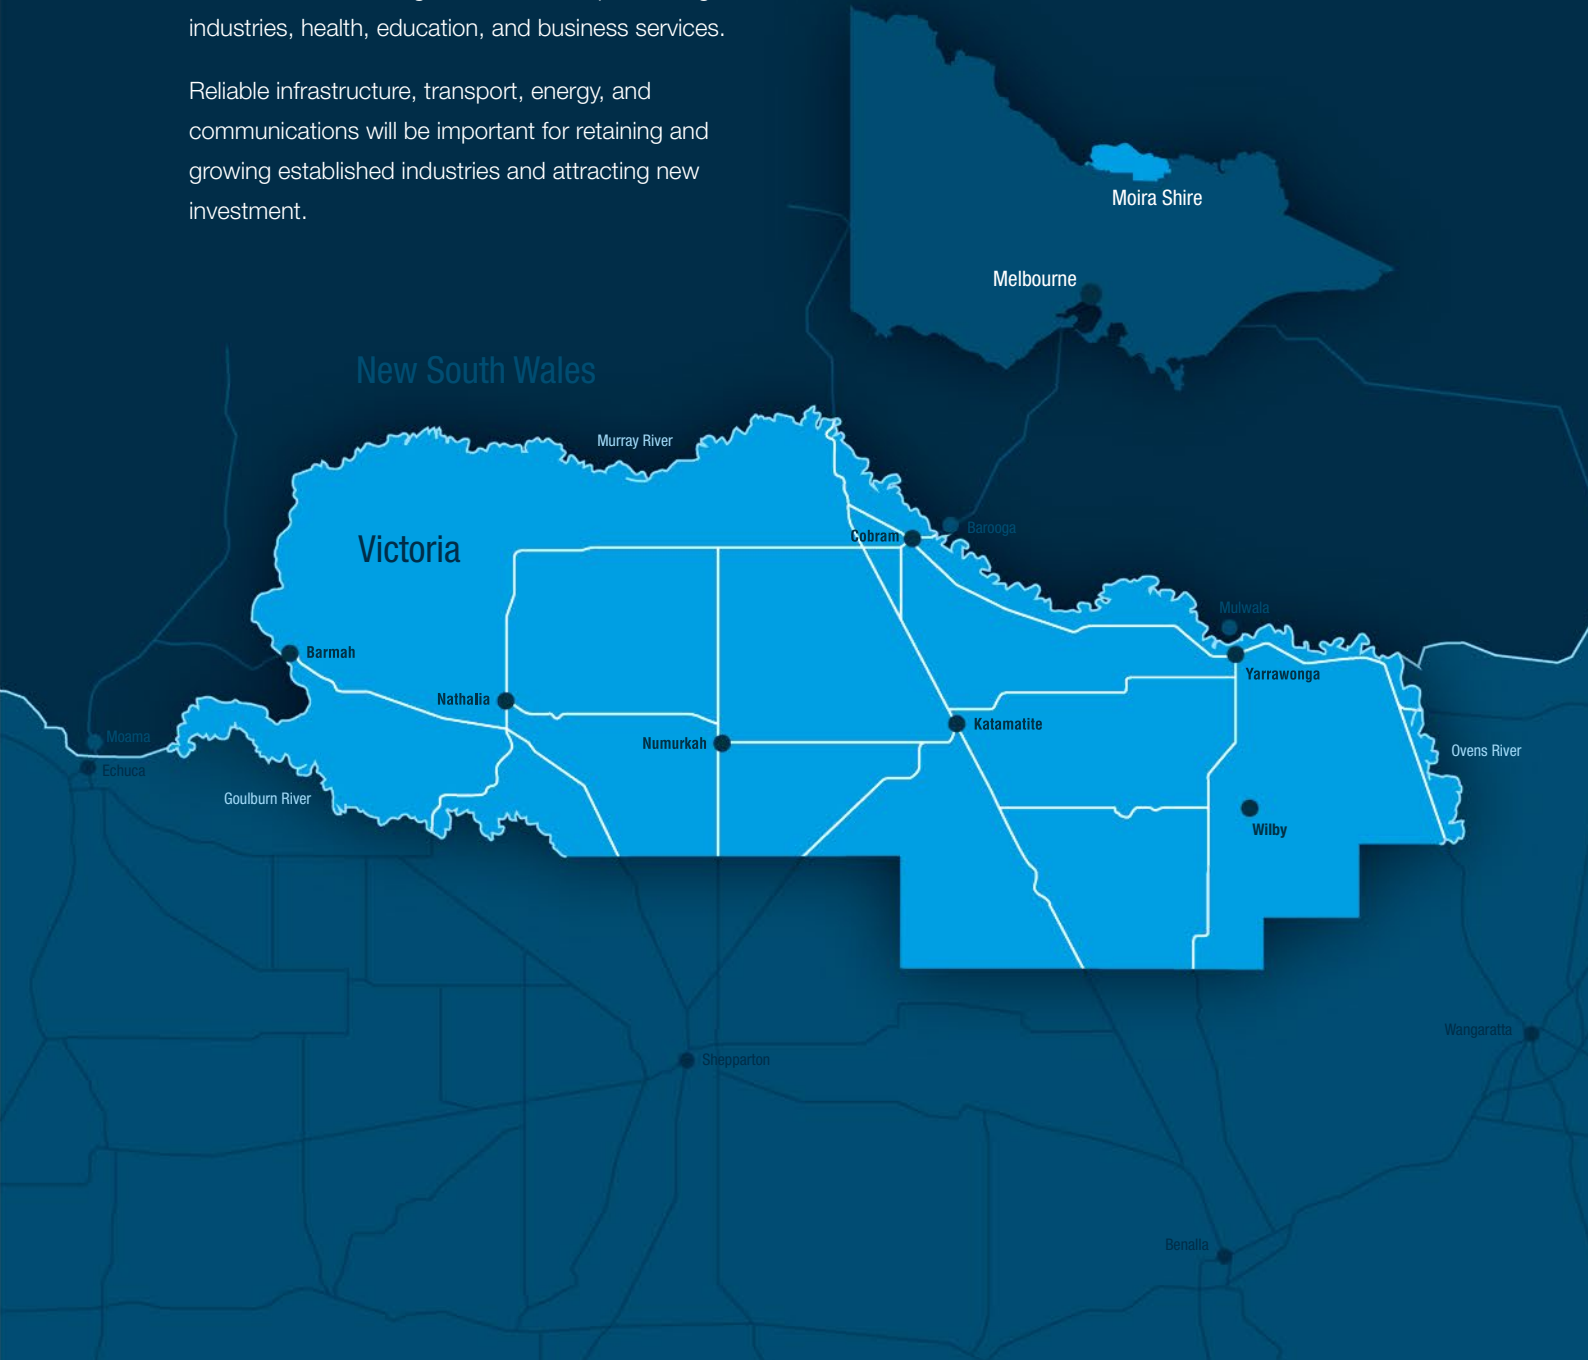 industries, health, education, and business services.
Reliable infrastructure, transport, energy, and
communications will be important for retaining and
growing established industries and attracting new
investment.
Moira Shire
Melbourne
New South Wales
Murray River
Victoria
Cobram
Barooga
Mulwala
Barmah
Yarrawonga
Nathalia
Katamatite
Numurkah
Moama
Echuca
Ovens River
Goulburn River
Wilby
Wangaratta
Shepparton
Benalla